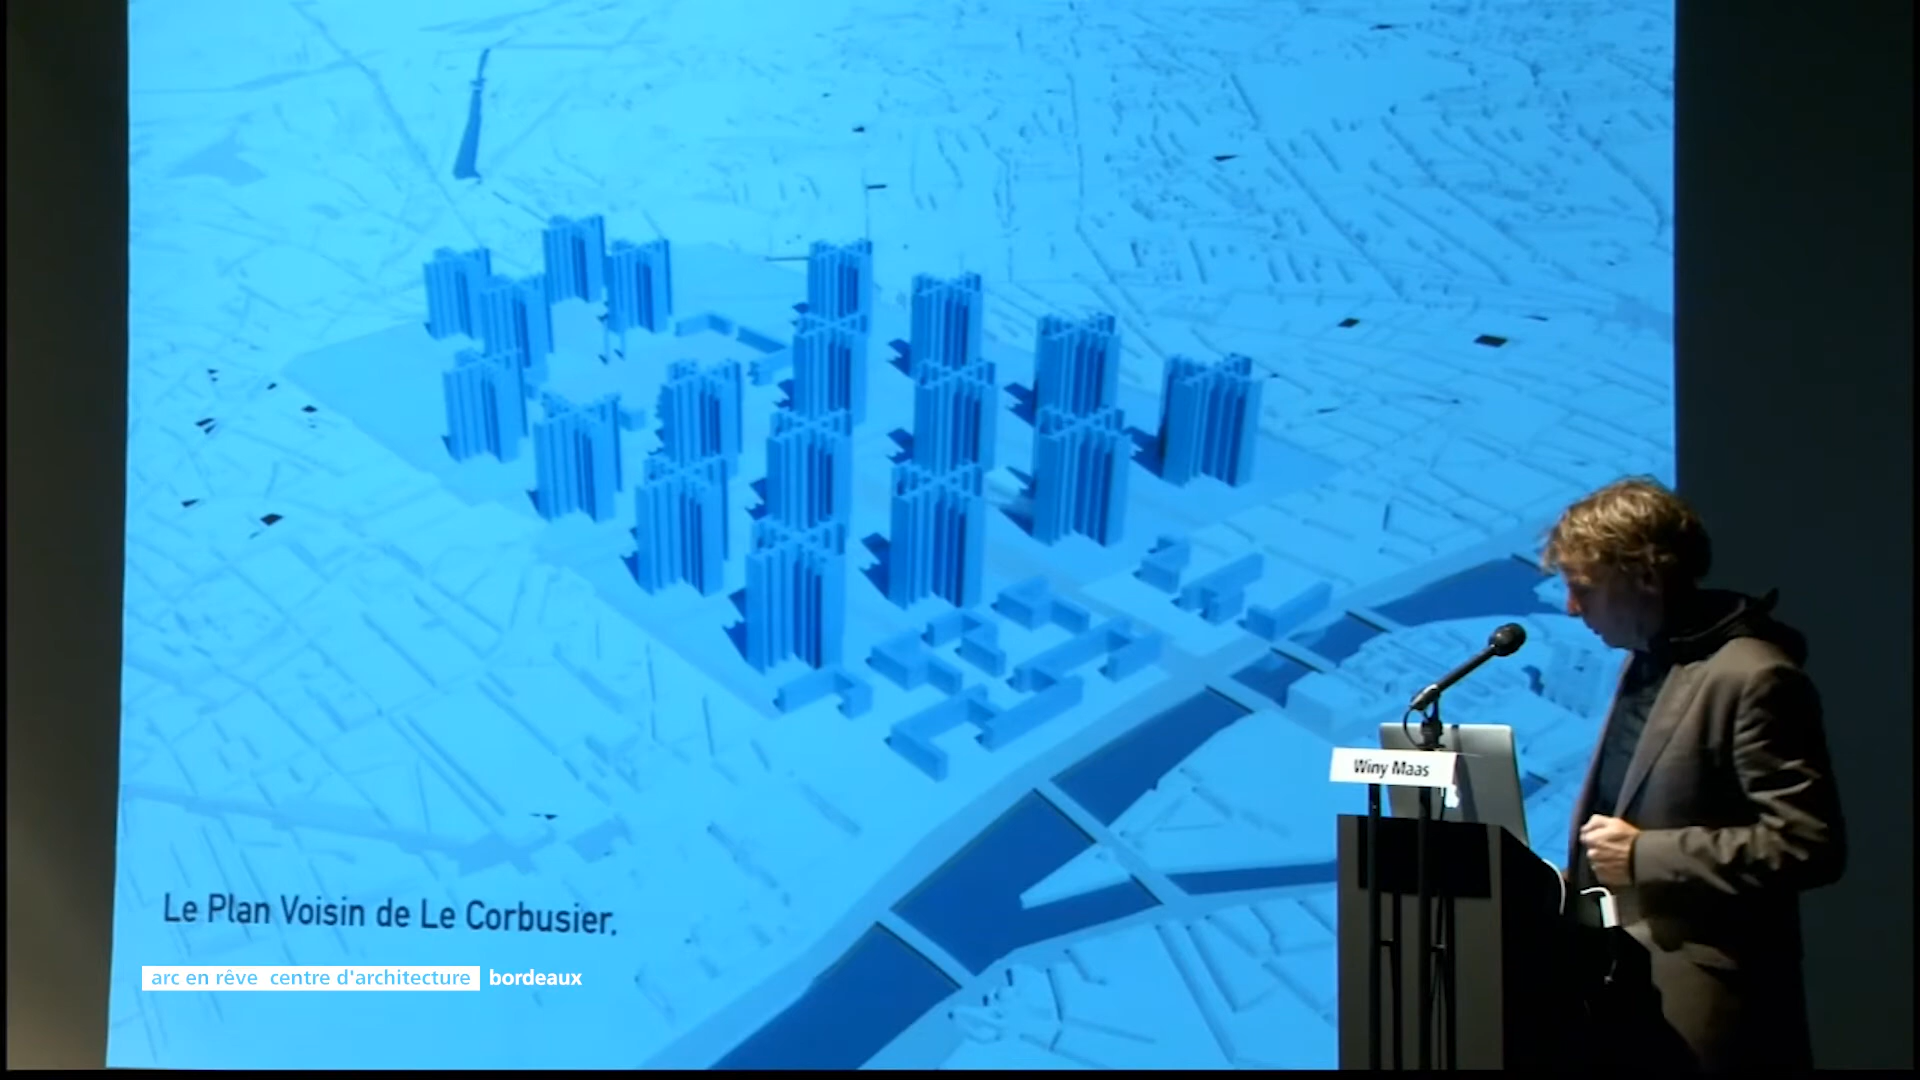 Winy Maas
Le Plan Voisin de Le Corbusier.
arc en rêve centre d'architecture bordeaux